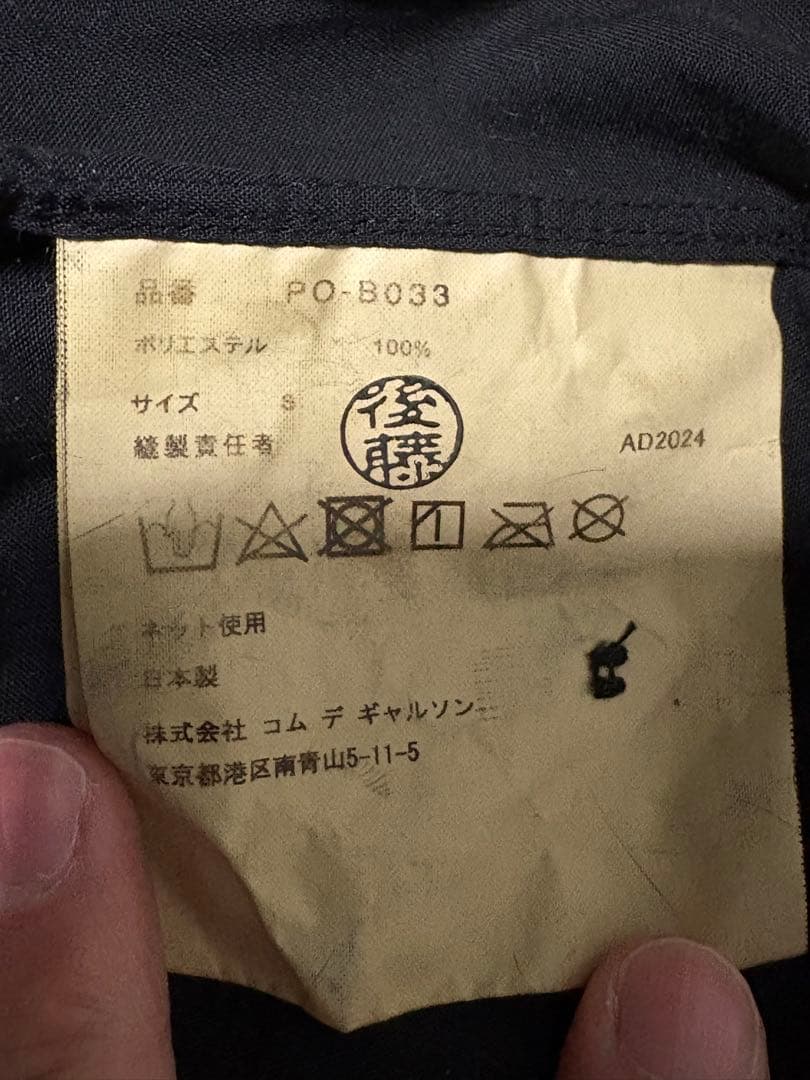 品番 PO-B033
ポリエステル 100%
サイズ S
後藤
縫製責任者
AD2024
ネット使用
日本製
株式会社 コム デ ギャルソン
東京都港区南青山5-11-5